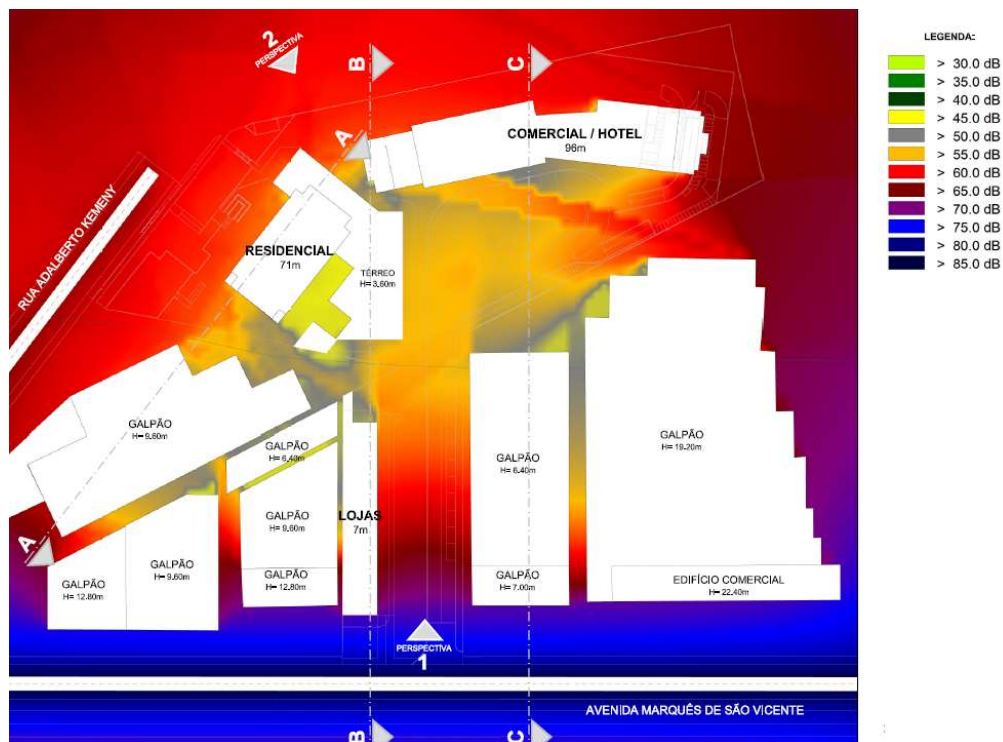 LEGENDA:
> 30.0 dB
> 35.0 dB
> 40.0 dB
> 45.0 dB
> 50.0 dB
> 55.0 dB
> 60.0 dB
> 65.0 dB
> 70.0 dB
> 75.0 dB
> 80.0 dB
> 85.0 dB
2
PERSPECTIVA
B
C
A
COMERCIAL / HOTEL
96m
RUA ADALBERTO KEMENY
RESIDENCIAL
71m
TÉRREO
H= 3.60m
GALPÃO
H= 9.60m
GALPÃO
H= 6.40m
GALPÃO
H= 6.40m
GALPÃO
H= 19.20m
GALPÃO
H= 9.60m
LOJAS
7m
A
GALPÃO
H= 12.80m
GALPÃO
H= 9.60m
GALPÃO
H= 12.80m
GALPÃO
H= 7.00m
EDIFÍCIO COMERCIAL
H= 22.40m
PERSPECTIVA
1
AVENIDA MARQUÊS DE SÃO VICENTE
B
C